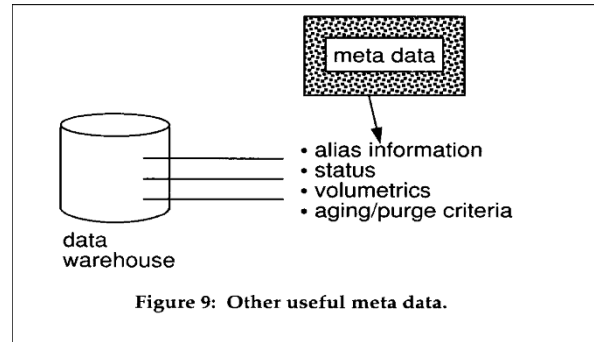 meta data
• alias information
• status
• volumetrics
• aging/purge criteria
data
warehouse
Figure 9: Other useful meta data.